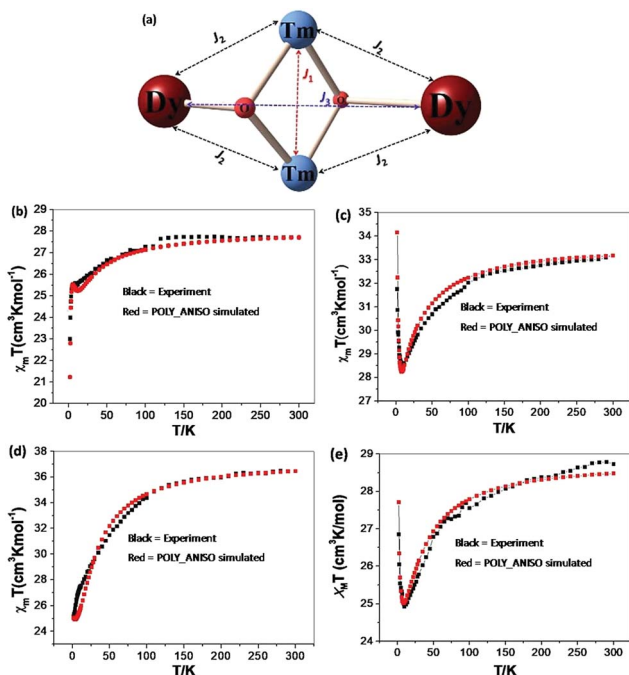 (a)
Tm
J2
J2
J1
Dy
O
J3
O
Dy
J2
J2
Tm
(b)
28
27
26
25
24
23
22
21
20
χmT(cm³Kmol⁻¹)
Black = Experiment
Red = POLY_ANISO simulated
0 50 100 150 200 250 300
T/K
(c)
35
34
33
32
31
30
29
28
27
χmT(cm³Kmol⁻¹)
Black = Experiment
Red = POLY_ANISO simulated
0 50 100 150 200 250 300
T/K
(d)
38
36
34
32
30
28
26
24
χmT(cm³Kmol⁻¹)
Black = Experiment
Red = POLY_ANISO simulated
0 50 100 150 200 250 300
T/K
(e)
29
28
27
26
25
24
XMT (cm³K/mol)
Black = Experiment
Red = POLY_ANISO simulated
0 50 100 150 200 250 300
T/K